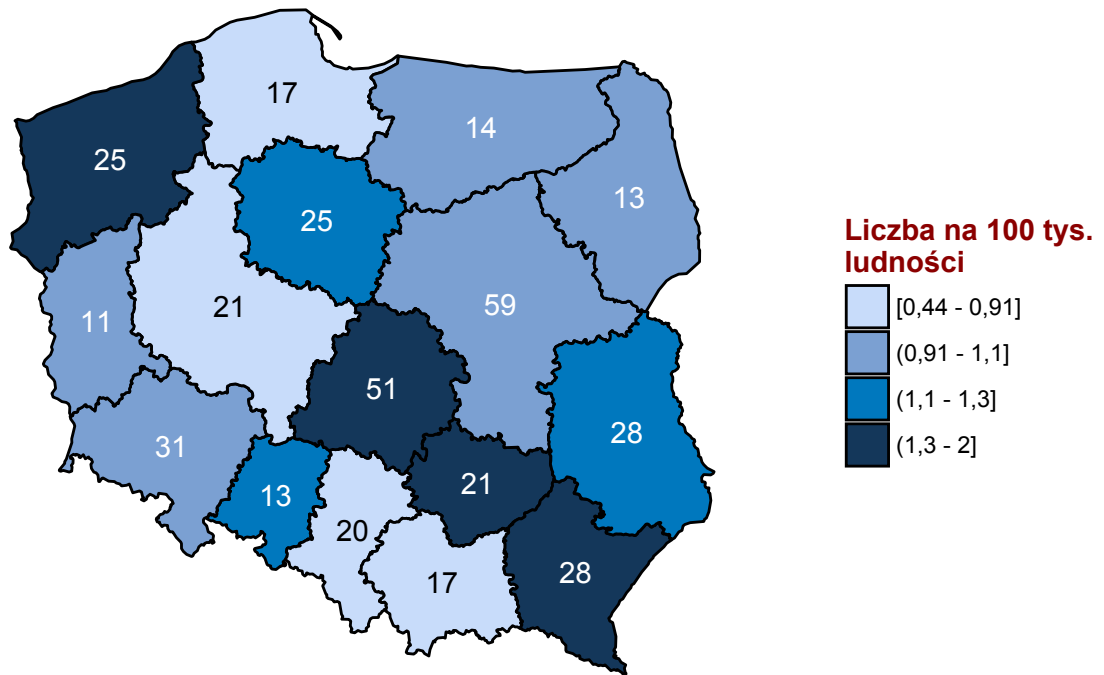 17
14
25
13
25
21
59
11
51
28
31
21
13
20
28
17
Liczba na 100 tys.
ludności
[0,44 - 0,91]
(0,91 - 1,1]
(1,1 - 1,3]
(1,3 - 2]